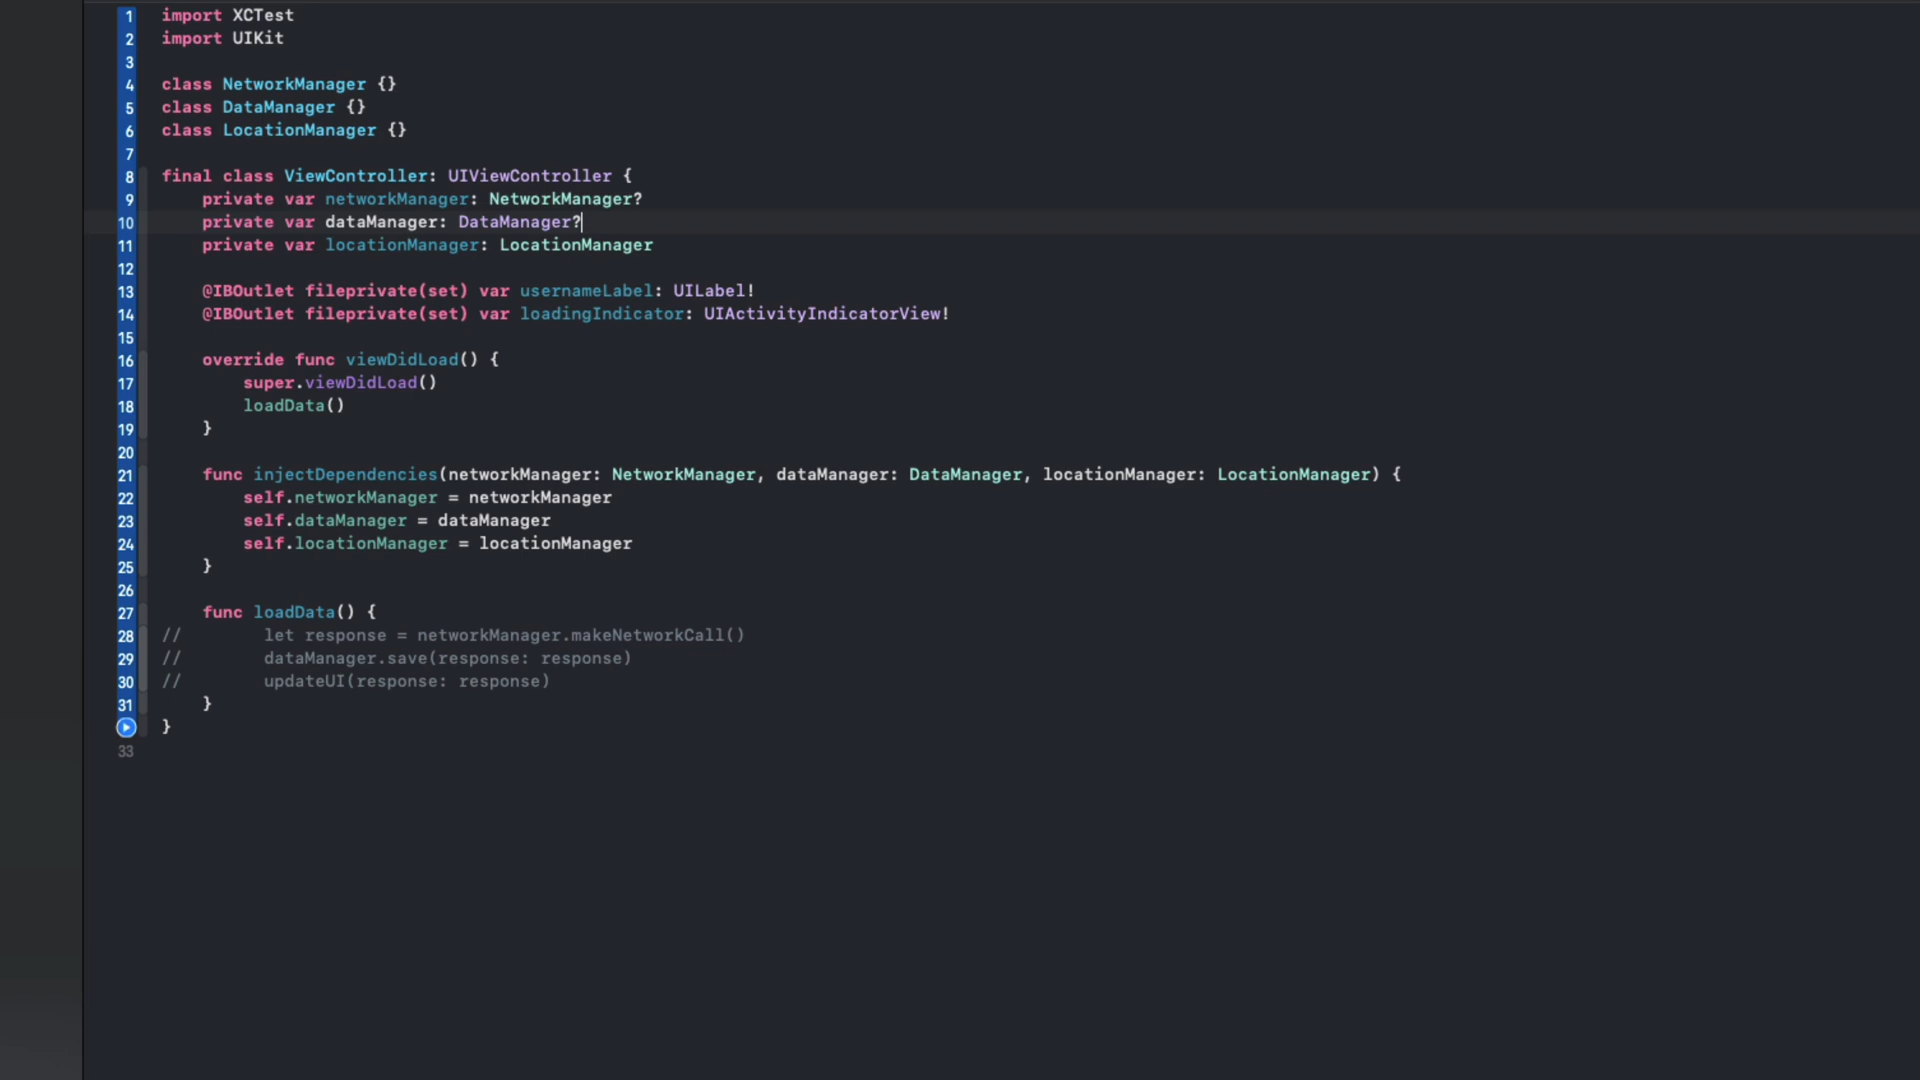 1 import XCTest
2 import UIKit
3
4 class NetworkManager {}
5 class DataManager {}
6 class LocationManager {}
7
8 final class ViewController: UIViewController {
9     private var networkManager: NetworkManager?
10     private var dataManager: DataManager?
11     private var locationManager: LocationManager
12
13     @IBOutlet fileprivate(set) var usernameLabel: UILabel!
14     @IBOutlet fileprivate(set) var loadingIndicator: UIActivityIndicatorView!
15
16     override func viewDidLoad() {
17         super.viewDidLoad()
18         loadData()
19     }
20
21     func injectDependencies(networkManager: NetworkManager, dataManager: DataManager, locationManager: LocationManager) {
22         self.networkManager = networkManager
23         self.dataManager = dataManager
24         self.locationManager = locationManager
25     }
26
27     func loadData() {
28 //        let response = networkManager.makeNetworkCall()
29 //        dataManager.save(response: response)
30 //        updateUI(response: response)
31     }
}
33